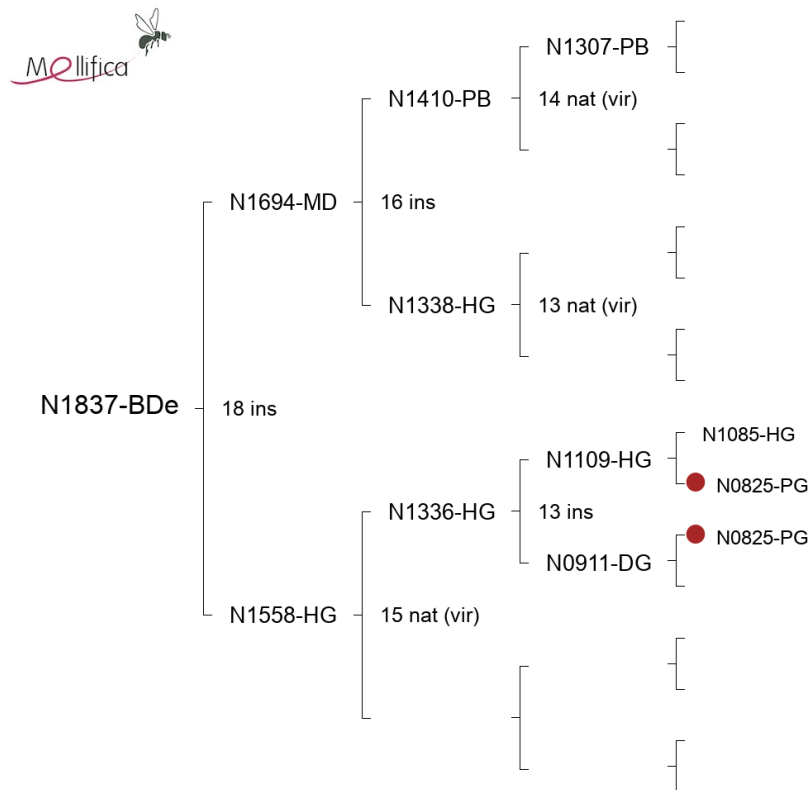 Mellifica
N1307-PB
N1410-PB
14 nat (vir)
N1694-MD
16 ins
N1338-HG
13 nat (vir)
N1837-BDe
18 ins
N1085-HG
N1109-HG
N0825-PG
N1336-HG
13 ins
N0825-PG
N0911-DG
N1558-HG
15 nat (vir)